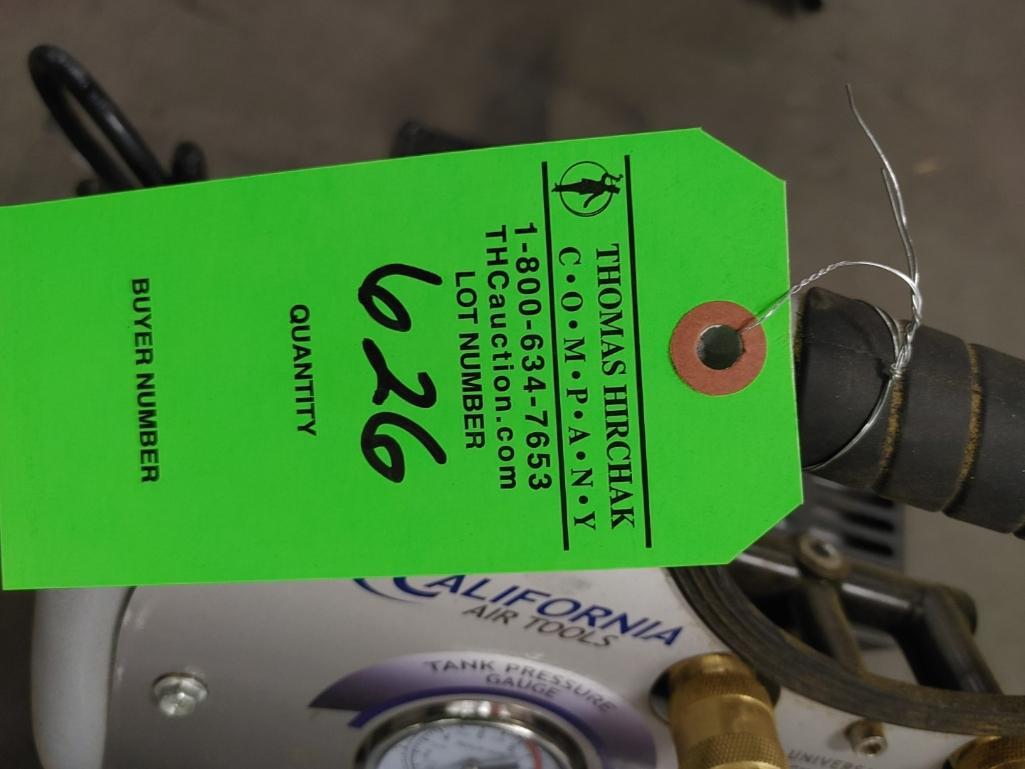 THOMAS HIRCHAK
C•O•M•P•A•N•Y
1-800-634-7653
THCauction.com
LOT NUMBER
626
QUANTITY
BUYER NUMBER
CALIFORNIA
AIR TOOLS
TANK PRESSURE
GAUGE